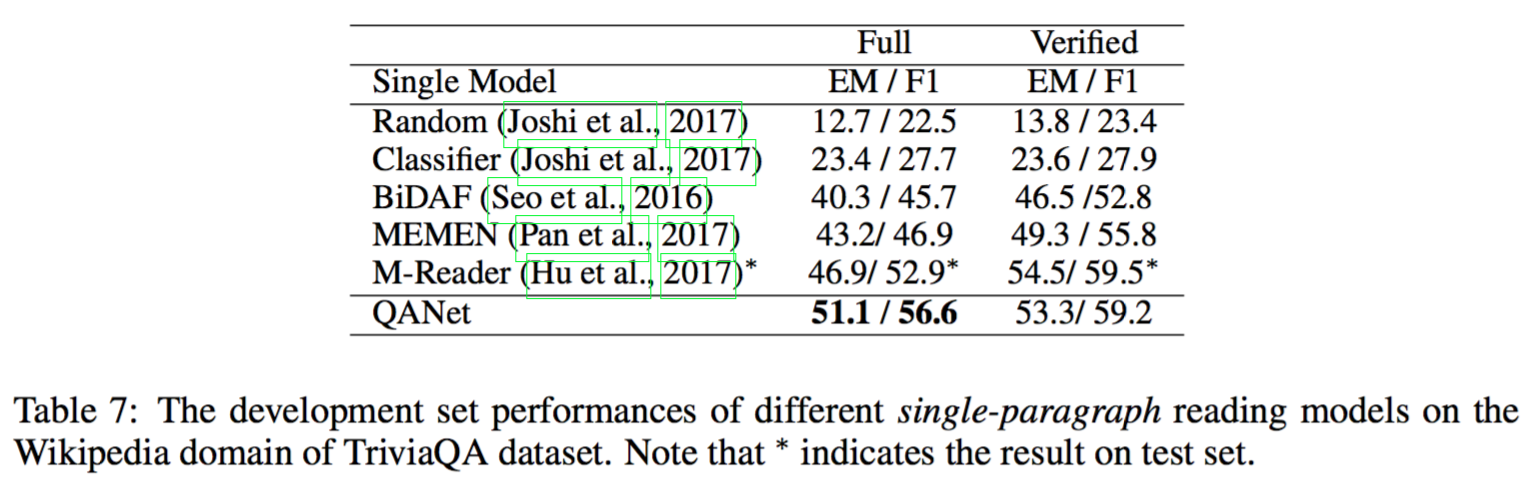 Full Verified
Single Model EM / F1 EM / F1
Random (Joshi et al., 2017) 12.7 / 22.5 13.8 / 23.4
Classifier (Joshi et al., 2017) 23.4 / 27.7 23.6 / 27.9
BiDAF (Seo et al., 2016) 40.3 / 45.7 46.5 /52.8
MEMEN (Pan et al., 2017) 43.2/ 46.9 49.3 / 55.8
M-Reader (Hu et al., 2017)* 46.9/ 52.9* 54.5/ 59.5*
QANet 51.1 / 56.6 53.3/ 59.2
Table 7: The development set performances of different single-paragraph reading models on the
Wikipedia domain of TriviaQA dataset. Note that * indicates the result on test set.